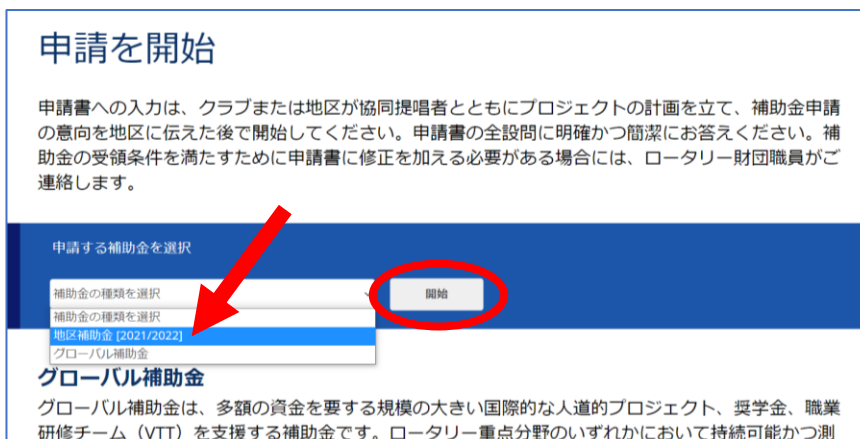 申請を開始
申請書への入力は、クラブまたは地区が協同提唱者とともにプロジェクトの計画を立て、補助金申請
の意向を地区に伝えた後で開始してください。申請書の全設問に明確かつ簡潔にお答えください。補
助金の受領条件を満たすために申請書に修正を加える必要がある場合には、ロータリー財団職員がご
連絡します。
申請する補助金を選択
補助金の種類を選択
開始
補助金の種類を選択
地区補助金 [2021/2022]
グローバル補助金
グローバル補助金
グローバル補助金は、多額の資金を要する規模の大きい国際的な人道的プロジェクト、奨学金、職業
研修チーム（VTT）を支援する補助金です。ロータリー重点分野のいずれかにおいて持続可能かつ測